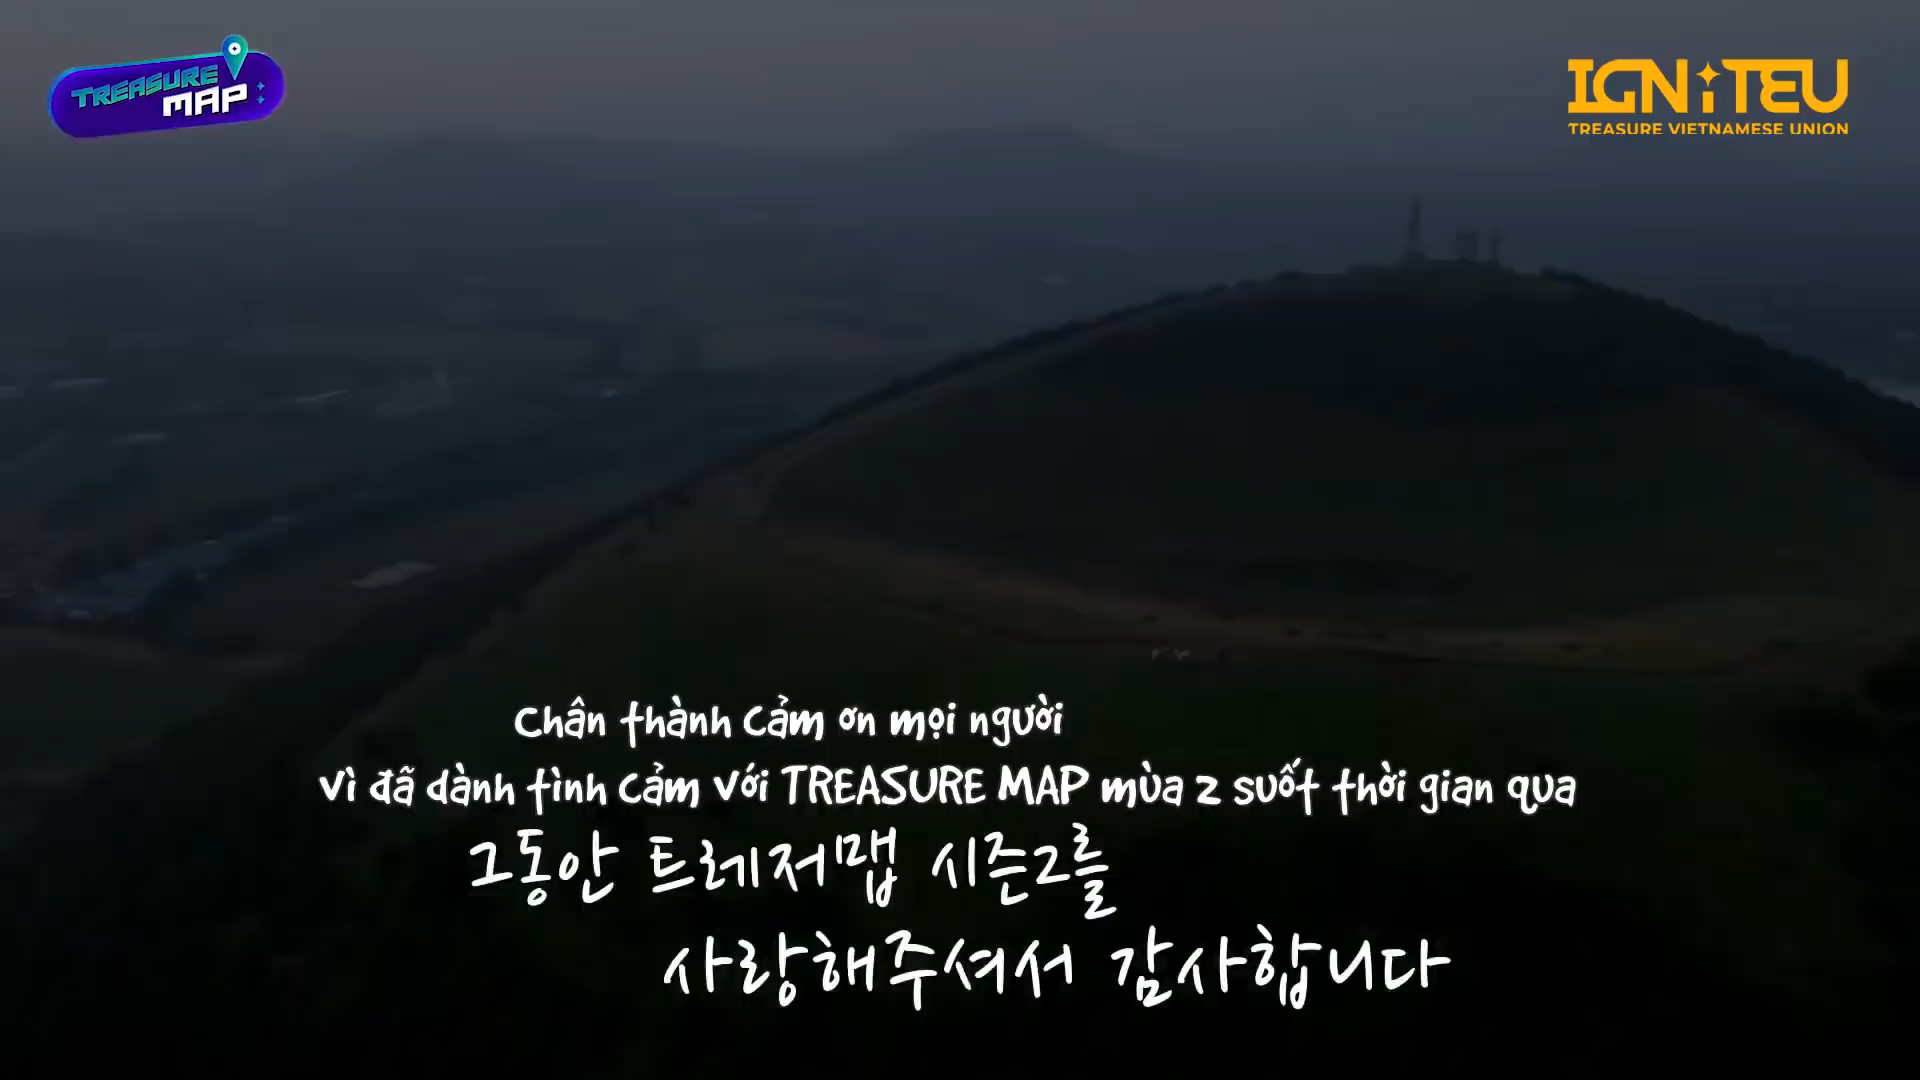 TREASURE
MAP
IGNITEU
TREASURE VIETNAMESE UNION
Chân thành cảm ơn mọi người
vì đã dành tình cảm với TREASURE MAP mùa 2 suốt thời gian qua
그동안 트레저맵 시즌2를
사랑해주셔서 감사합니다